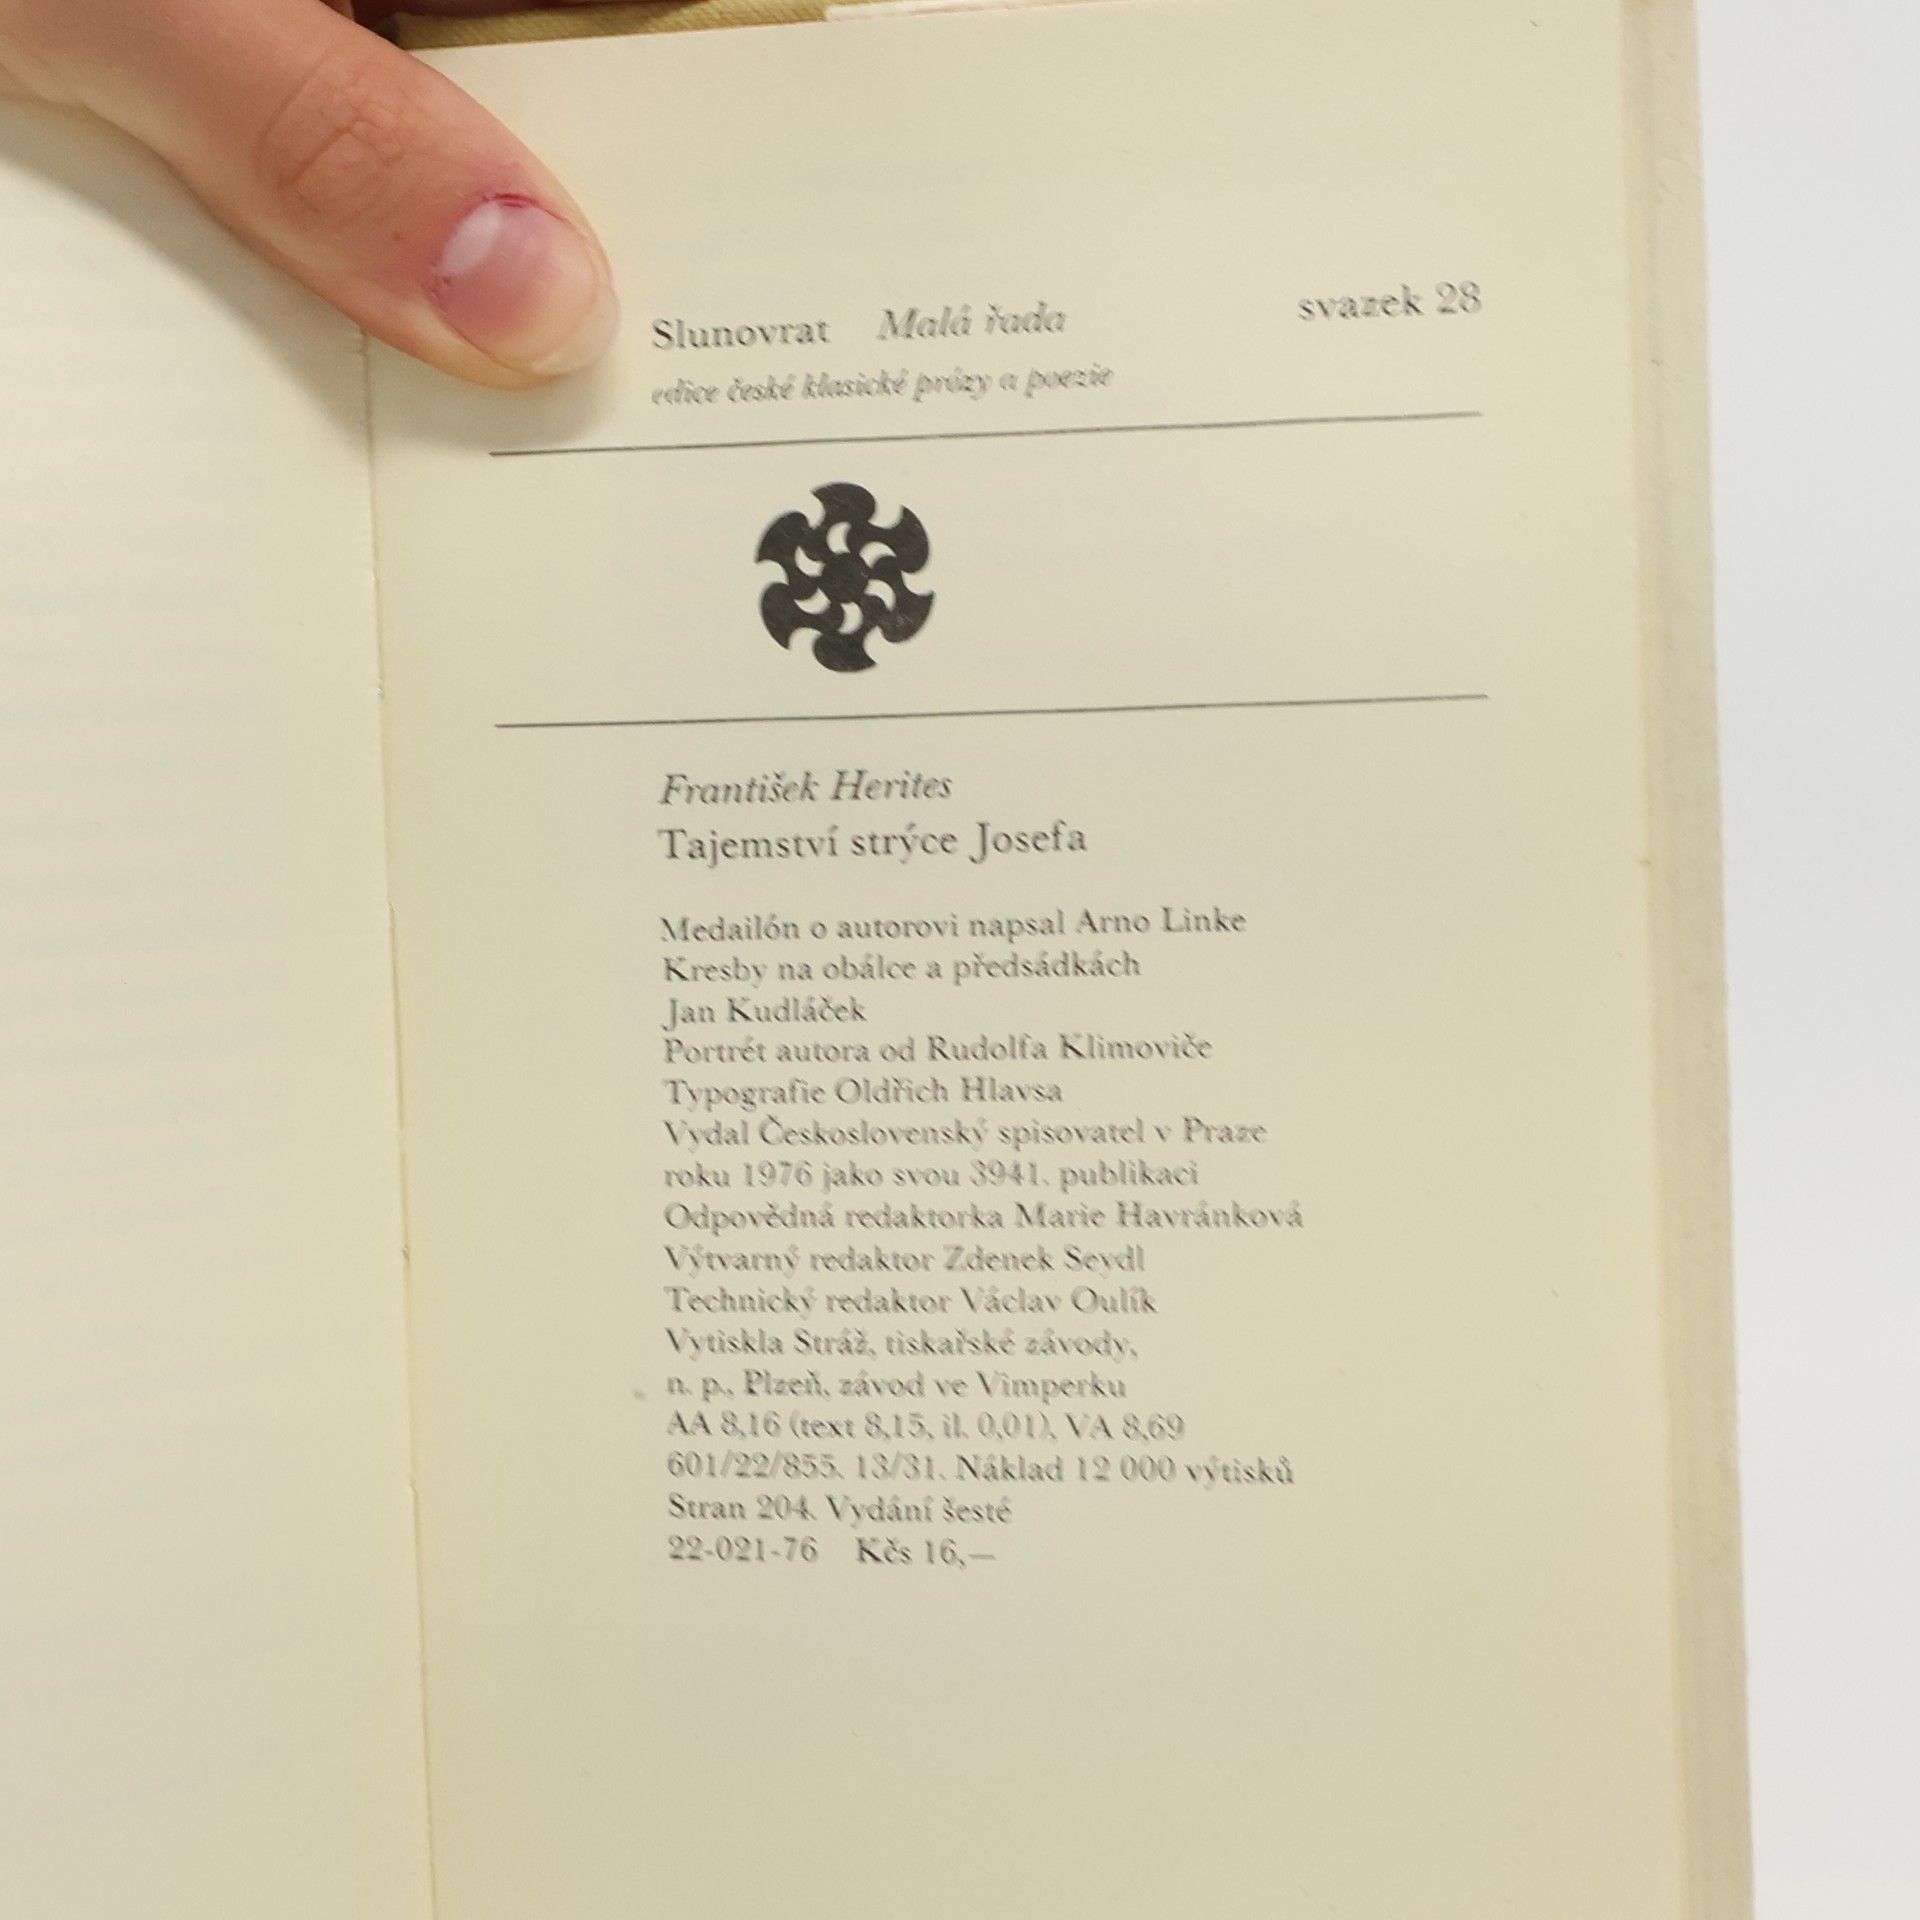 Slunovrat Malá řada svazek 28
edice české klasické prózy a poezie
František Herites
Tajemství strýce Josefa
Medailón o autorovi napsal Arno Linke
Kresby na obálce a předsádkách
Jan Kudláček
Portrét autora od Rudolfa Klimoviče
Typografie Oldřich Hlavsa
Vydal Československý spisovatel v Praze
roku 1976 jako svou 3941. publikaci
Odpovědná redaktorka Marie Havránková
Výtvarný redaktor Zdenek Seydl
Technický redaktor Václav Oulík
Vytiskla Stráž, tiskařské závody,
n. p., Plzeň, závod ve Vimperku
AA 8,16 (text 8,15, il. 0,01), VA 8,69
601/22/855. 13/31. Náklad 12 000 výtisků
Stran 204. Vydání šesté
22-021-76 Kčs 16,—